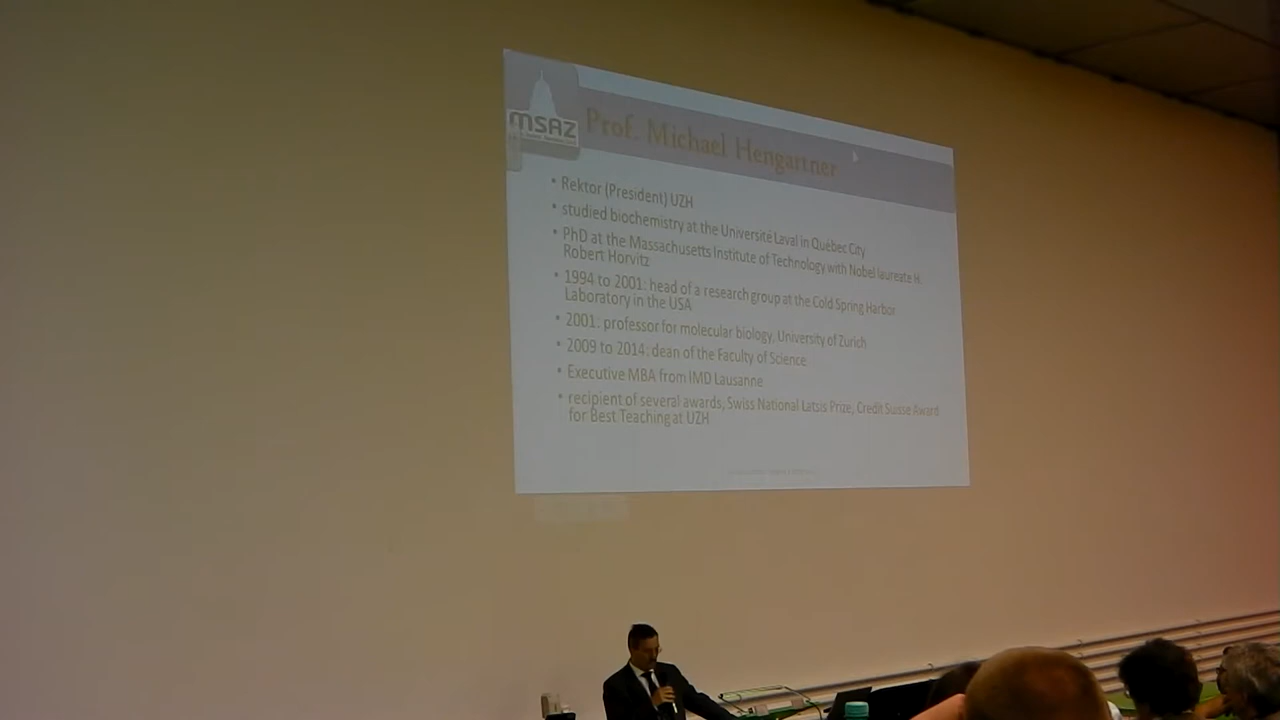 MSAZ
Prof. Michael Hengartner
• Rektor (President) UZH
• studied biochemistry at the Université Laval in Québec City
• PhD at the Massachusetts Institute of Technology with Nobel laureate H.
Robert Horvitz
• 1994 to 2001: head of a research group at the Cold Spring Harbor
Laboratory in the USA
• 2001: professor for molecular biology, University of Zurich
• 2009 to 2014: dean of the Faculty of Science
• Executive MBA from IMD Lausanne
• recipient of several awards, Swiss National Latsis Prize, Credit Suisse Award
for Best Teaching at UZH